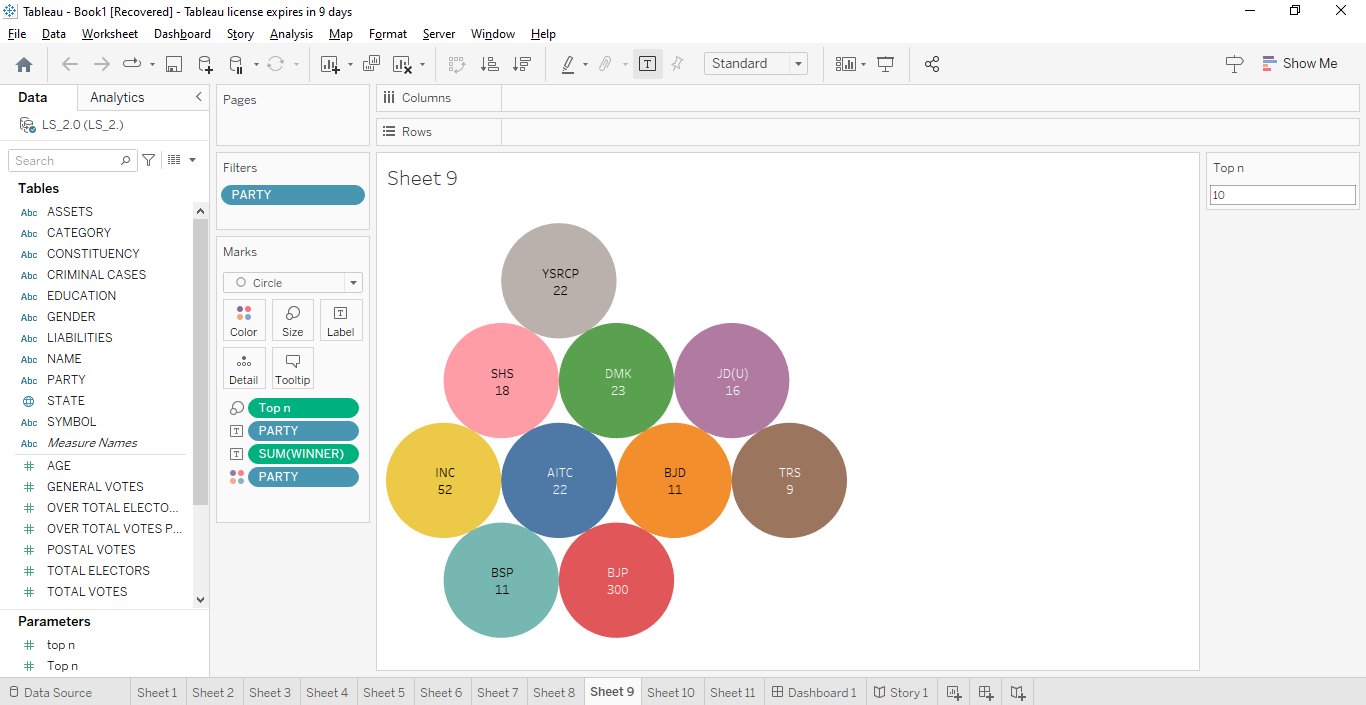 Tableau - Book1 [Recovered] - Tableau license expires in 9 days
File Data Worksheet Dashboard Story Analysis Map Format Server Window Help
Standard
Show Me
Data Analytics
LS_2.0 (LS_2.)
Search
Tables
Abc ASSETS
Abc CATEGORY
Abc CONSTITUENCY
Abc CRIMINAL CASES
Abc EDUCATION
Abc GENDER
Abc LIABILITIES
Abc NAME
Abc PARTY
STATE
Abc SYMBOL
Abc Measure Names
# AGE
# GENERAL VOTES
# OVER TOTAL ELECTO...
# OVER TOTAL VOTES P...
# POSTAL VOTES
# TOTAL ELECTORS
# TOTAL VOTES
Parameters
# top n
# Top n
Pages
Filters
PARTY
Marks
Circle
Color Size Label
Detail Tooltip
Top n
PARTY
SUM(WINNER)
PARTY
Columns
Rows
Sheet 9
YSRCP
22
SHS
18
DMK
23
JD(U)
16
INC
52
AITC
22
BJD
11
TRS
9
BSP
11
BJP
300
Top n
10
Data Source Sheet 1 Sheet 2 Sheet 3 Sheet 4 Sheet 5 Sheet 6 Sheet 7 Sheet 8 Sheet 9 Sheet 10 Sheet 11 Dashboard 1 Story 1